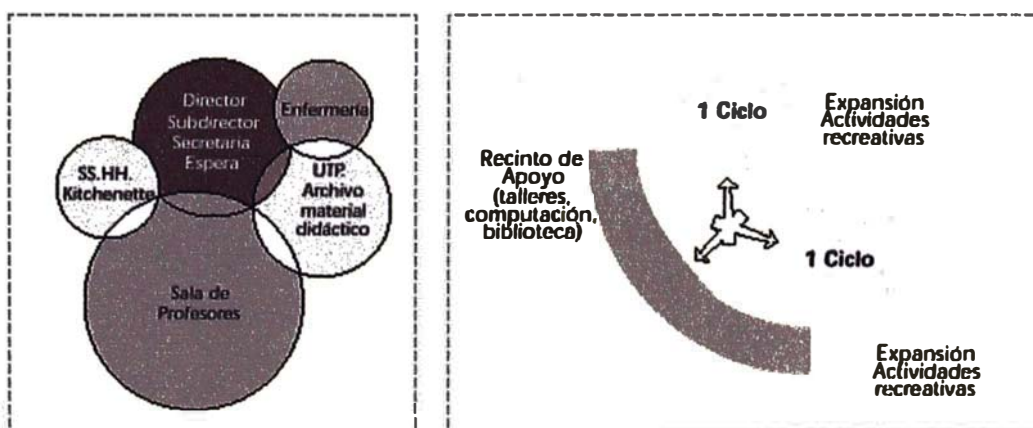 Director
Subdirector
Secretaria
Espera
Enfermería
SS.HH.
Kitchenette
UTP.
Archivo
material
didáctico
Sala de
Profesores
1 Ciclo
Expansión
Actividades
recreativas
Recinto de
Apoyo
(talleres,
computación,
biblioteca)
1 Ciclo
Expansión
Actividades
recreativas